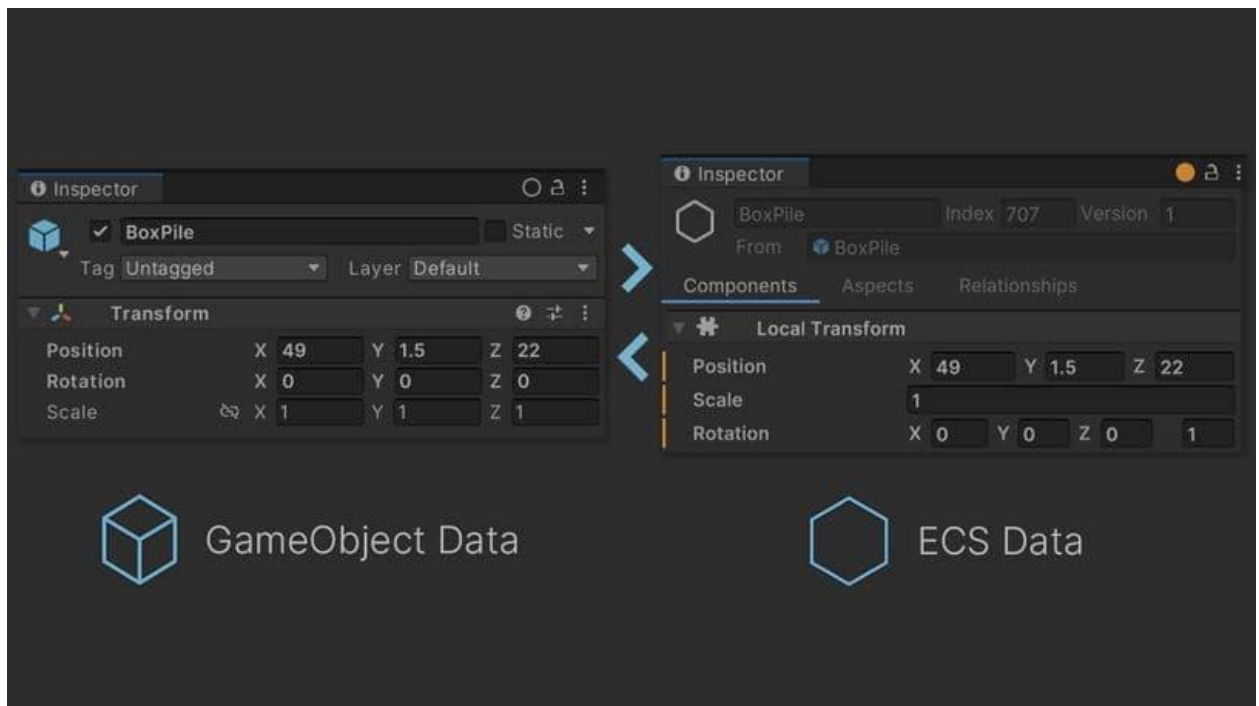 Inspector
BoxPile Static
Tag Untagged Layer Default
Transform
Position X 49 Y 1.5 Z 22
Rotation X 0 Y 0 Z 0
Scale X 1 Y 1 Z 1
GameObject Data
Inspector
BoxPile Index 707 Version 1
From BoxPile
Components Aspects Relationships
Local Transform
Position X 49 Y 1.5 Z 22
Scale 1
Rotation X 0 Y 0 Z 0 1
ECS Data